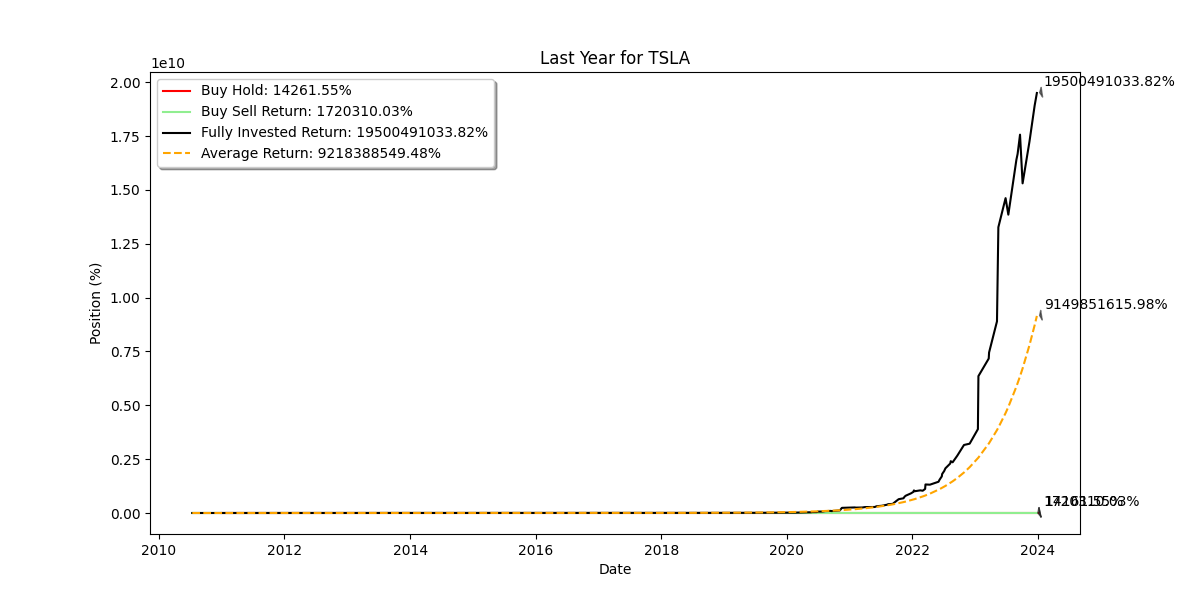 Last Year for TSLA
1e10
Buy Hold: 14261.55%
Buy Sell Return: 1720310.03%
Fully Invested Return: 19500491033.82%
Average Return: 9218388549.48%
19500491033.82%
9149851615.98%
2.00
1.75
1.50
1.25
1.00
0.75
0.50
0.25
0.00
Position (%)
2010
2012
2014
2016
2018
2020
2022
2024
Date